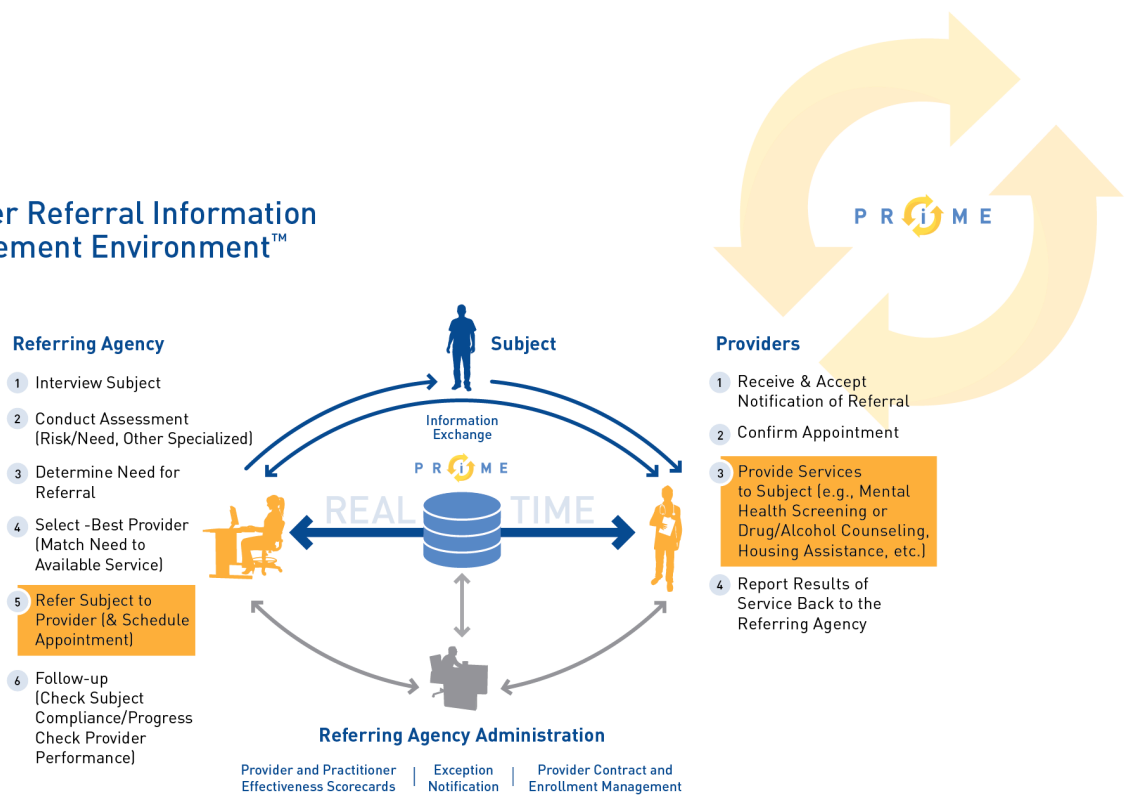 er Referral Information
ement Environment™
PRiME
Referring Agency
1 Interview Subject
2 Conduct Assessment
(Risk/Need, Other Specialized)
3 Determine Need for
Referral
4 Select -Best Provider
(Match Need to
Available Service)
5 Refer Subject to
Provider (& Schedule
Appointment)
6 Follow-up
(Check Subject
Compliance/Progress
Check Provider
Performance)
Subject
Information
Exchange
PRiME
REAL TIME
Providers
1 Receive & Accept
Notification of Referral
2 Confirm Appointment
3 Provide Services
to Subject (e.g., Mental
Health Screening or
Drug/Alcohol Counseling,
Housing Assistance, etc.)
4 Report Results of
Service Back to the
Referring Agency
Referring Agency Administration
Provider and Practitioner
Effectiveness Scorecards
Exception
Notification
Provider Contract and
Enrollment Management